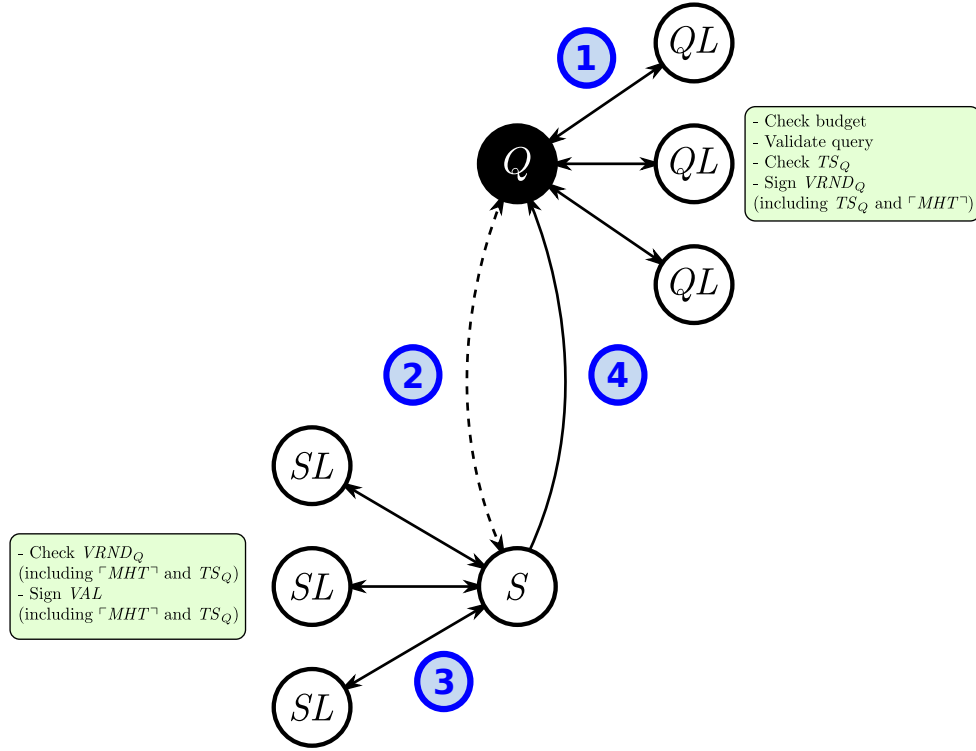 1
QL
Q
QL
- Check budget
- Validate query
- Check TS_Q
- Sign VRND_Q
(including TS_Q and ⌜MHT⌝)
QL
2
4
SL
- Check VRND_Q
(including ⌜MHT⌝ and TS_Q)
- Sign VAL
(including ⌜MHT⌝ and TS_Q)
SL
S
3
SL